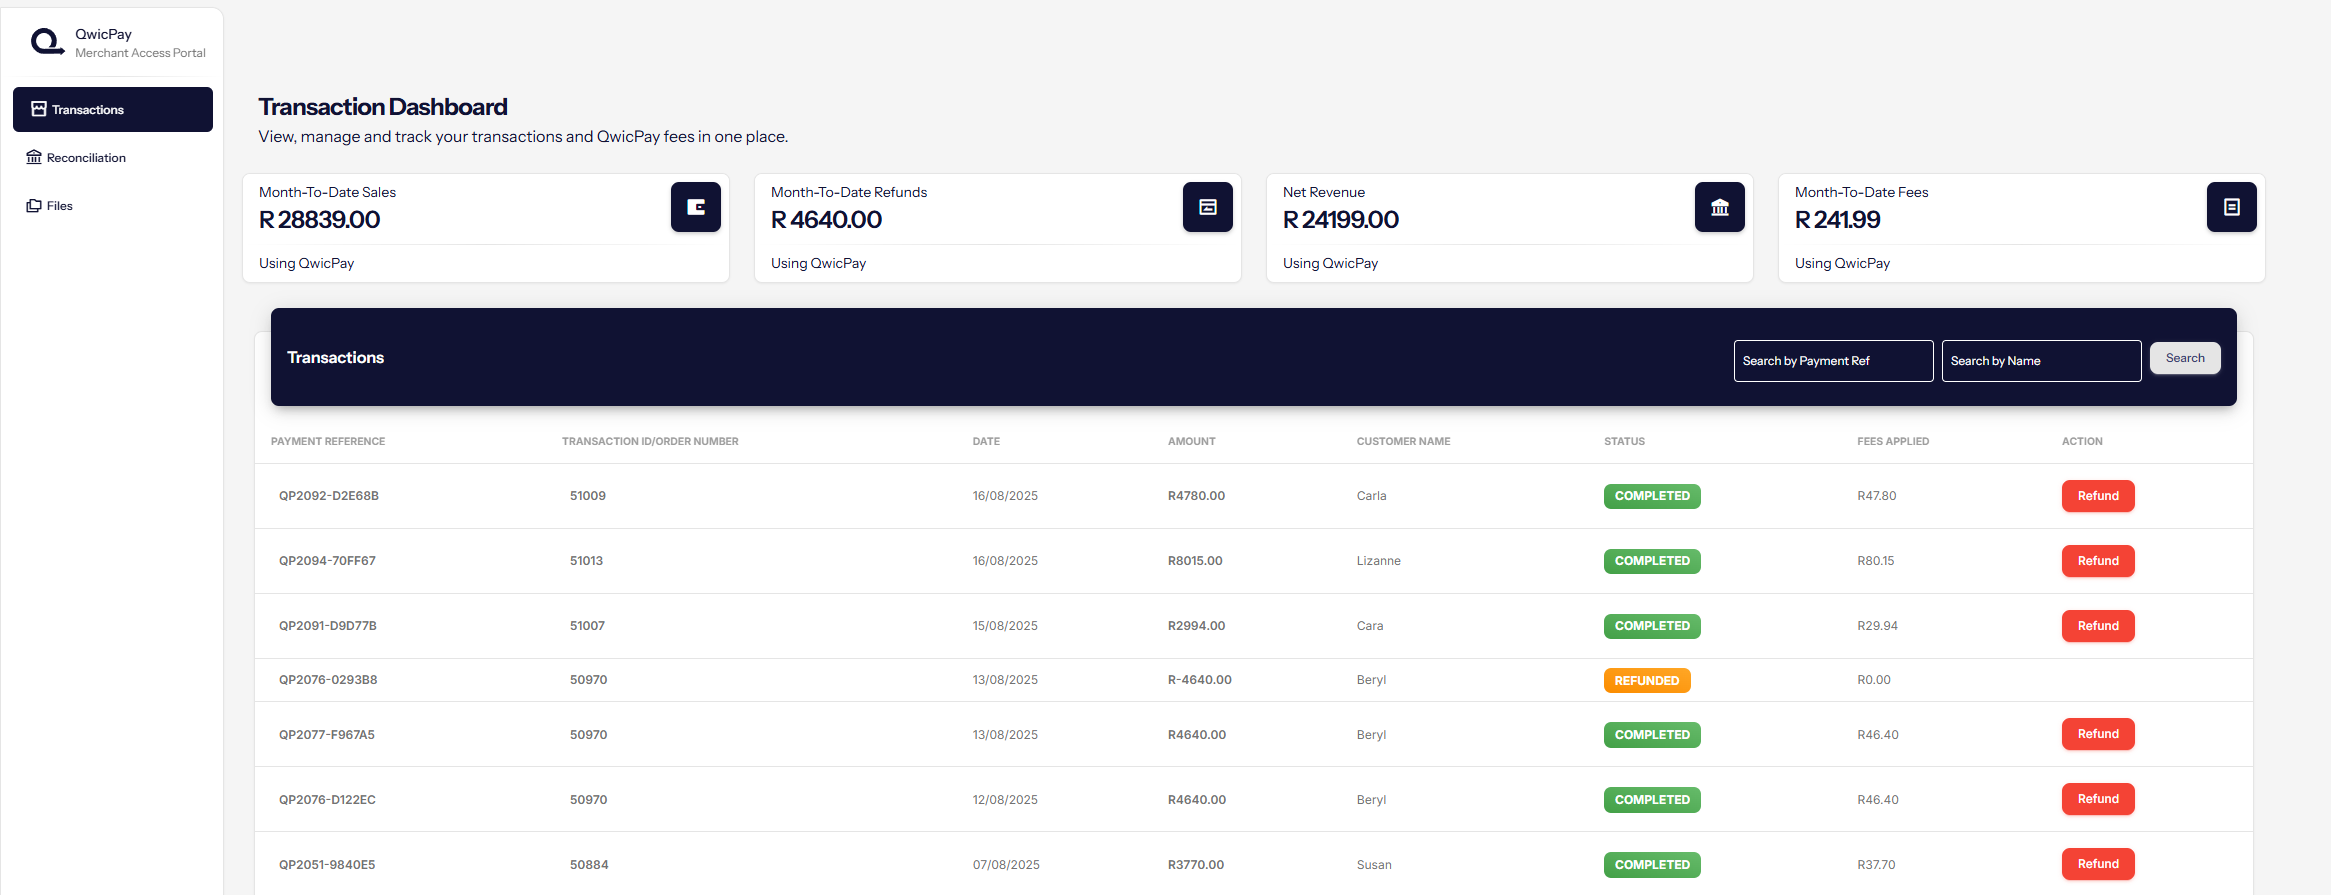 QwicPay
Merchant Access Portal
Transactions
Reconciliation
Files
Transaction Dashboard
View, manage and track your transactions and QwicPay fees in one place.
Month-To-Date Sales
R 28839.00
Using QwicPay
Month-To-Date Refunds
R 4640.00
Using QwicPay
Net Revenue
R 24199.00
Using QwicPay
Month-To-Date Fees
R 241.99
Using QwicPay
Transactions Search by Payment Ref Search by Name Search
PAYMENT REFERENCE TRANSACTION ID/ORDER NUMBER DATE AMOUNT CUSTOMER NAME STATUS FEES APPLIED ACTION
QP2092-D2E68B 51009 16/08/2025 R4780.00 Carla COMPLETED R47.80 Refund
QP2094-70FF67 51013 16/08/2025 R8015.00 Lizanne COMPLETED R80.15 Refund
QP2091-D9D77B 51007 15/08/2025 R2994.00 Cara COMPLETED R29.94 Refund
QP2076-0293B8 50970 13/08/2025 R-4640.00 Beryl REFUNDED R0.00
QP2077-F967A5 50970 13/08/2025 R4640.00 Beryl COMPLETED R46.40 Refund
QP2076-D122EC 50970 12/08/2025 R4640.00 Beryl COMPLETED R46.40 Refund
QP2051-9840E5 50884 07/08/2025 R3770.00 Susan COMPLETED R37.70 Refund